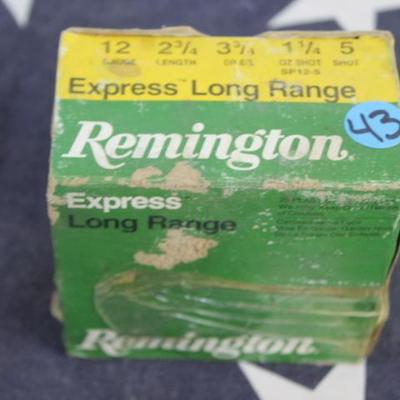 12 2¾ 3¾ 1¼ 5
GAUGE LENGTH DR. EQ. OZ SHOT SHOT
SP12-5
Express Long Range
43
Remington®
Express
Long Range
Remington